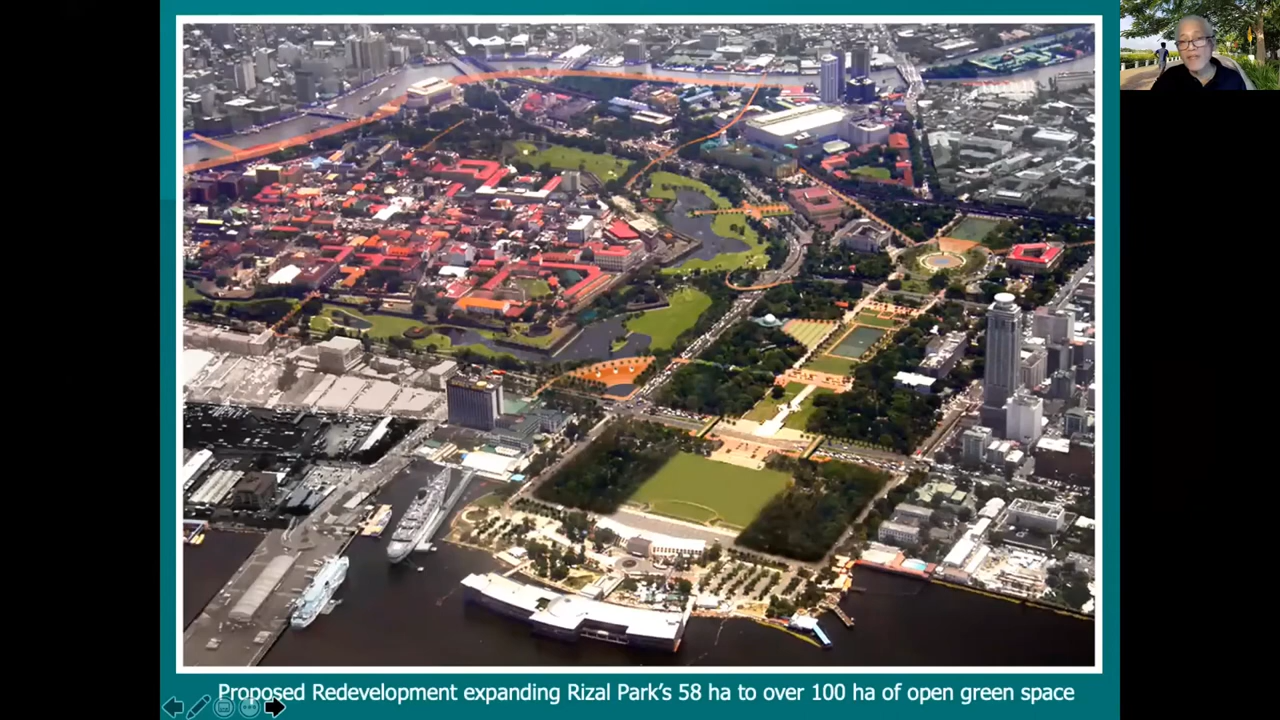 Proposed Redevelopment expanding Rizal Park's 58 ha to over 100 ha of open green space